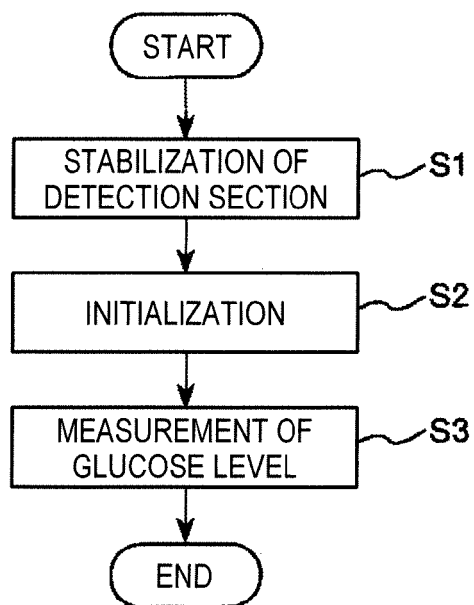 START
STABILIZATION OF
DETECTION SECTION
S1
INITIALIZATION
S2
MEASUREMENT OF
GLUCOSE LEVEL
S3
END